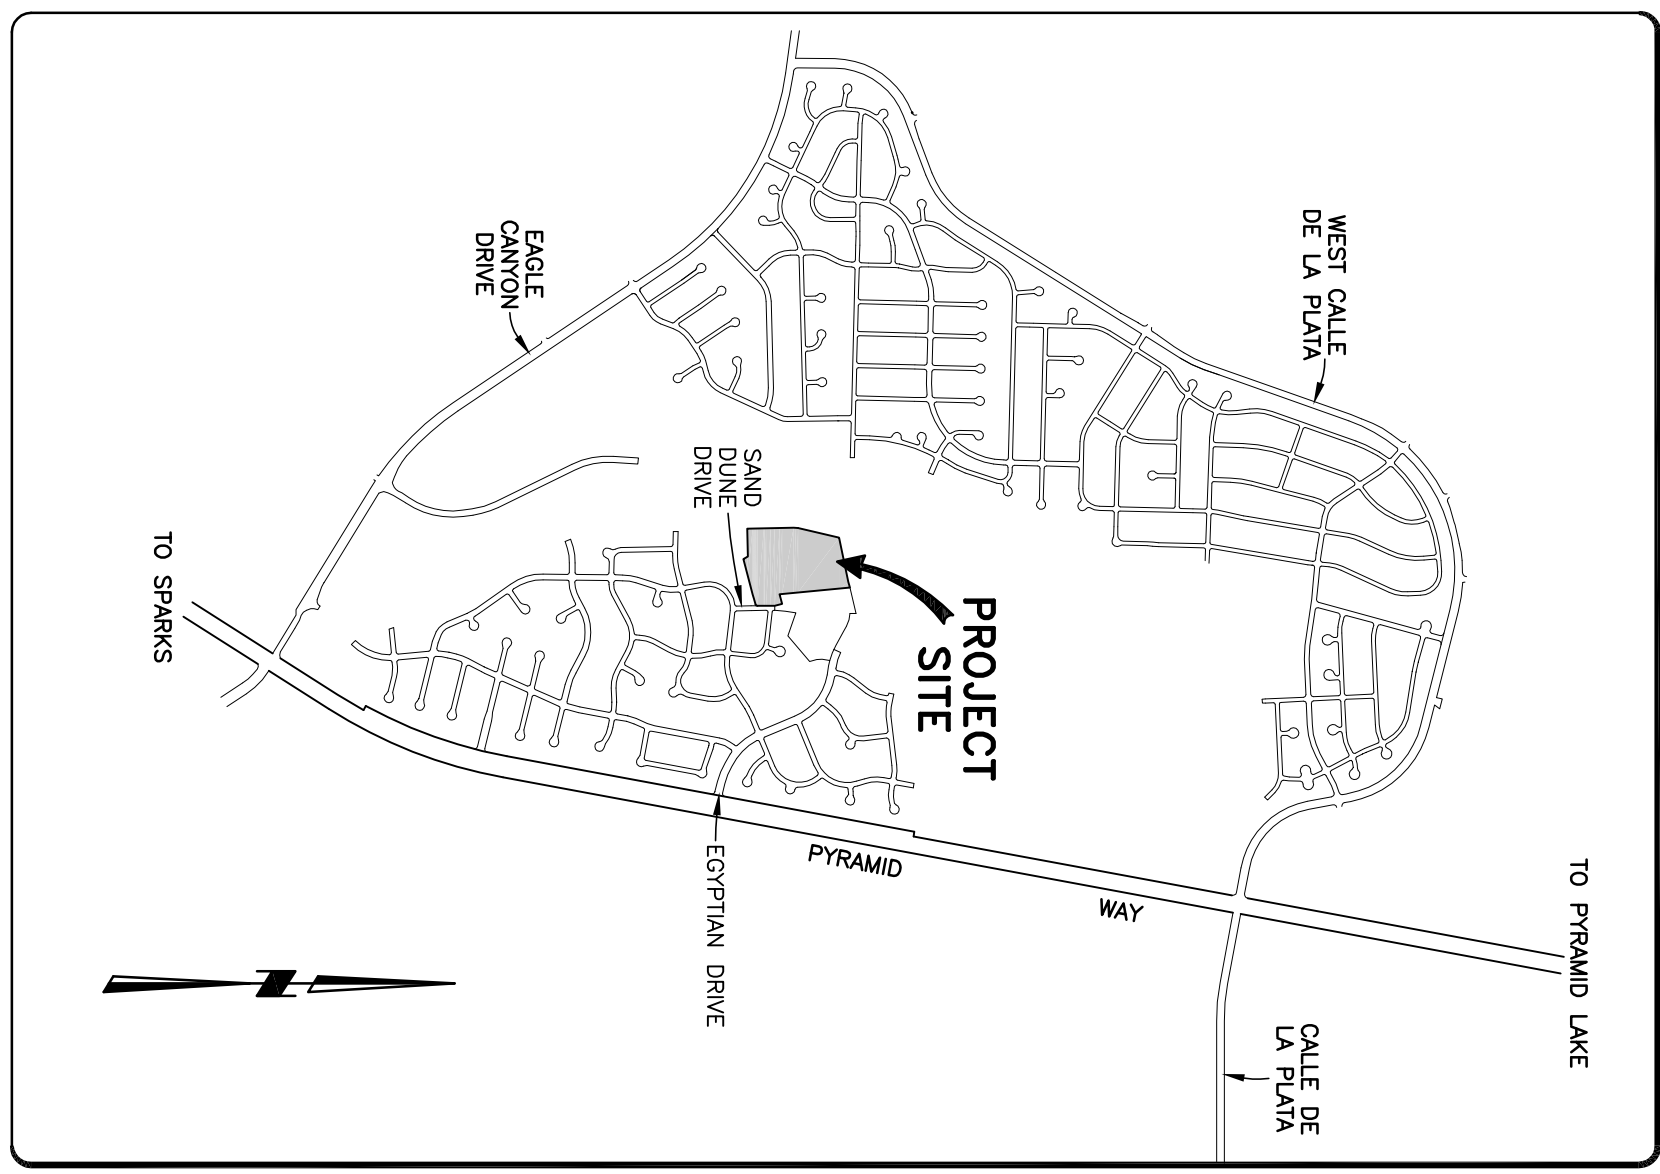 WEST CALLE
DE LA PLATA
EAGLE
CANYON
DRIVE
SAND
DUNE
DRIVE
TO SPARKS
PROJECT
SITE
PYRAMID
WAY
EGYPTIAN DRIVE
TO PYRAMID LAKE
CALLE DE
LA PLATA
N